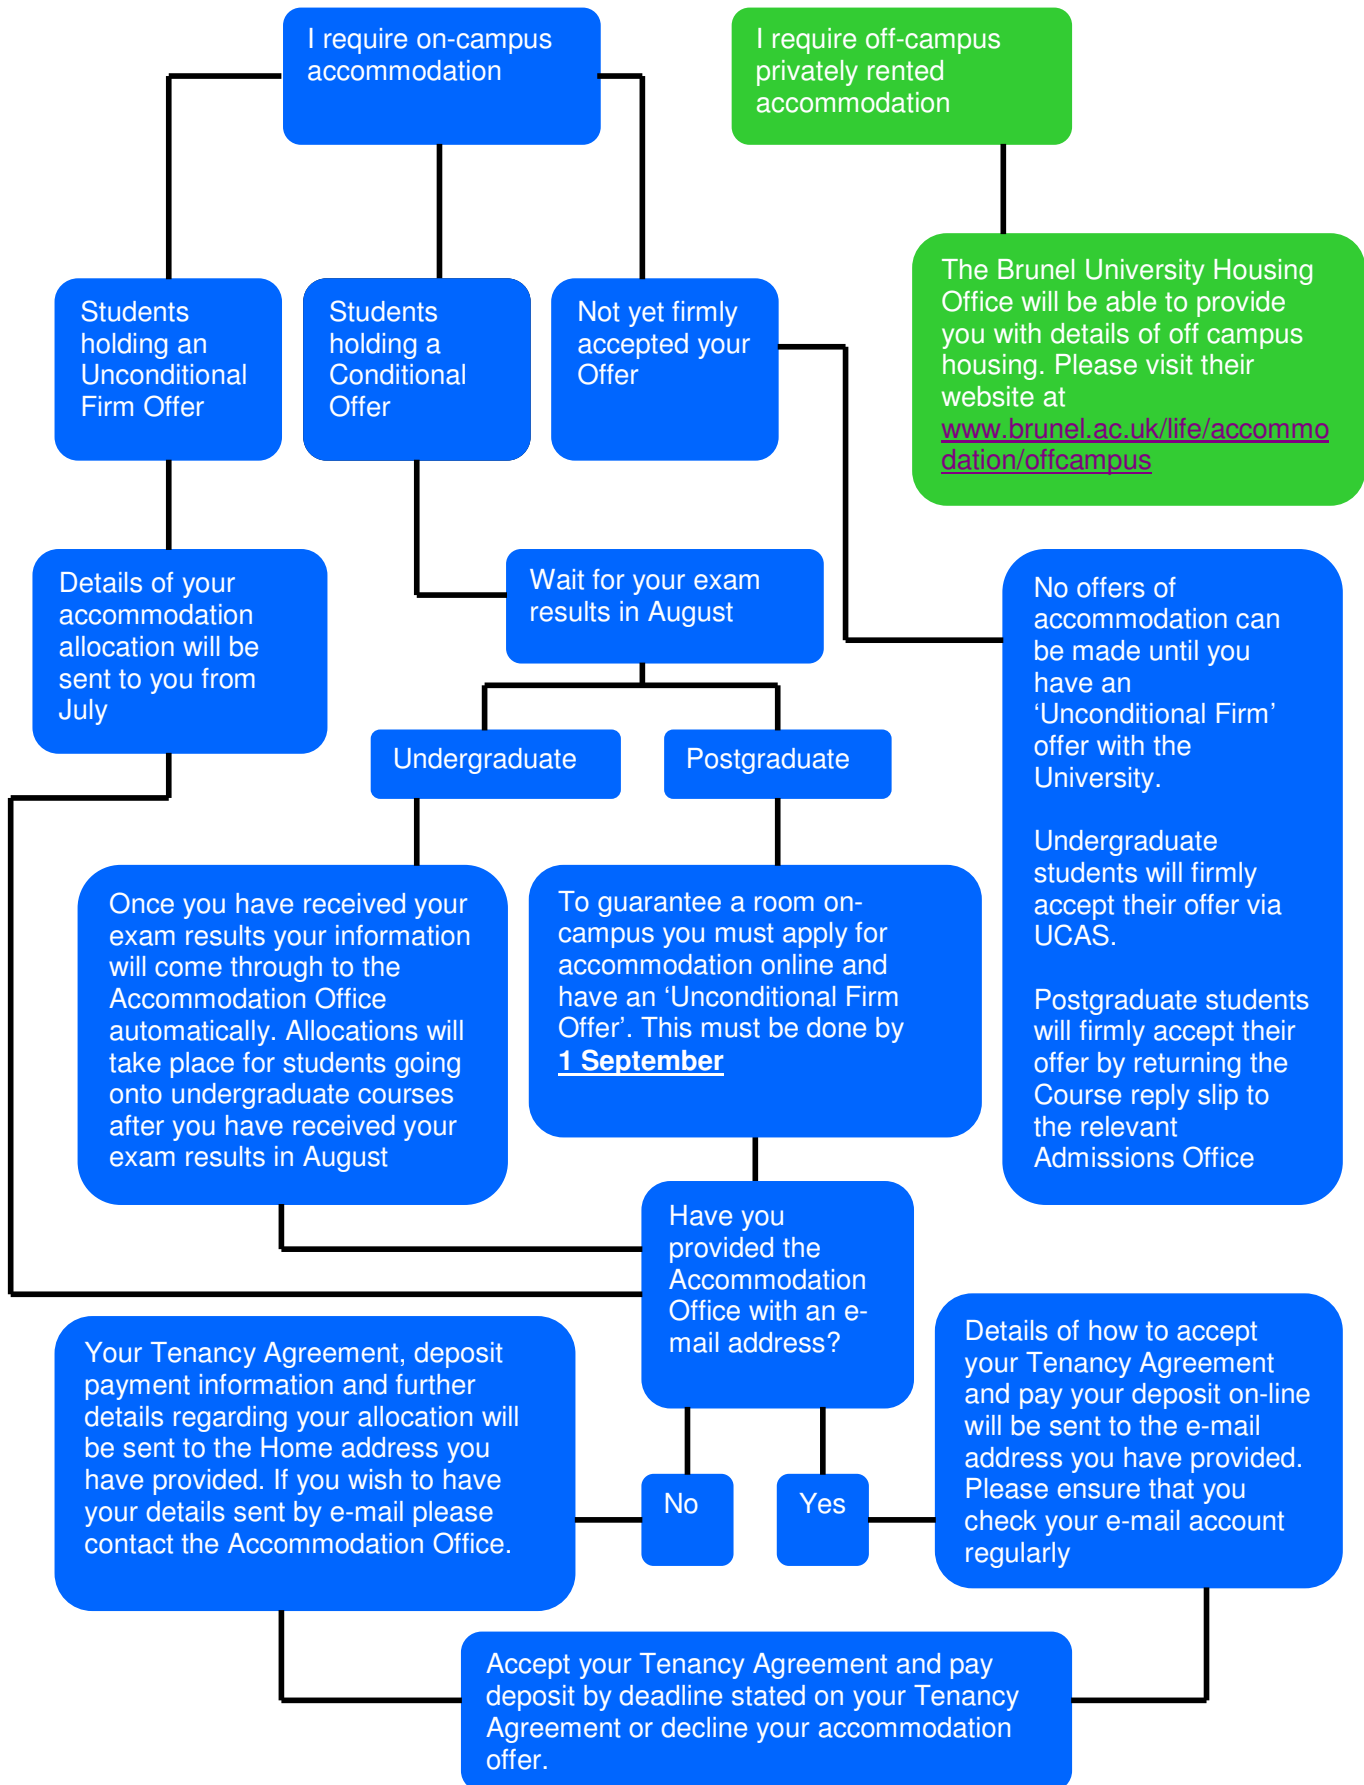 I require on-campus
accommodation
I require off-campus
privately rented
accommodation
Students
holding an
Unconditional
Firm Offer
Students
holding a
Conditional
Offer
Not yet firmly
accepted your
Offer
The Brunel University Housing
Office will be able to provide
you with details of off campus
housing. Please visit their
website at
www.brunel.ac.uk/life/accommo
dation/offcampus
Details of your
accommodation
allocation will be
sent to you from
July
Wait for your exam
results in August
No offers of
accommodation can
be made until you
have an
‘Unconditional Firm’
offer with the
University.
Undergraduate
students will firmly
accept their offer via
UCAS.
Postgraduate students
will firmly accept their
offer by returning the
Course reply slip to
the relevant
Admissions Office
Undergraduate
Postgraduate
Once you have received your
exam results your information
will come through to the
Accommodation Office
automatically. Allocations will
take place for students going
onto undergraduate courses
after you have received your
exam results in August
To guarantee a room on-
campus you must apply for
accommodation online and
have an ‘Unconditional Firm
Offer’. This must be done by
1 September
Have you
provided the
Accommodation
Office with an e-
mail address?
Your Tenancy Agreement, deposit
payment information and further
details regarding your allocation will
be sent to the Home address you
have provided. If you wish to have
your details sent by e-mail please
contact the Accommodation Office.
No
Yes
Details of how to accept
your Tenancy Agreement
and pay your deposit on-line
will be sent to the e-mail
address you have provided.
Please ensure that you
check your e-mail account
regularly
Accept your Tenancy Agreement and pay
deposit by deadline stated on your Tenancy
Agreement or decline your accommodation
offer.